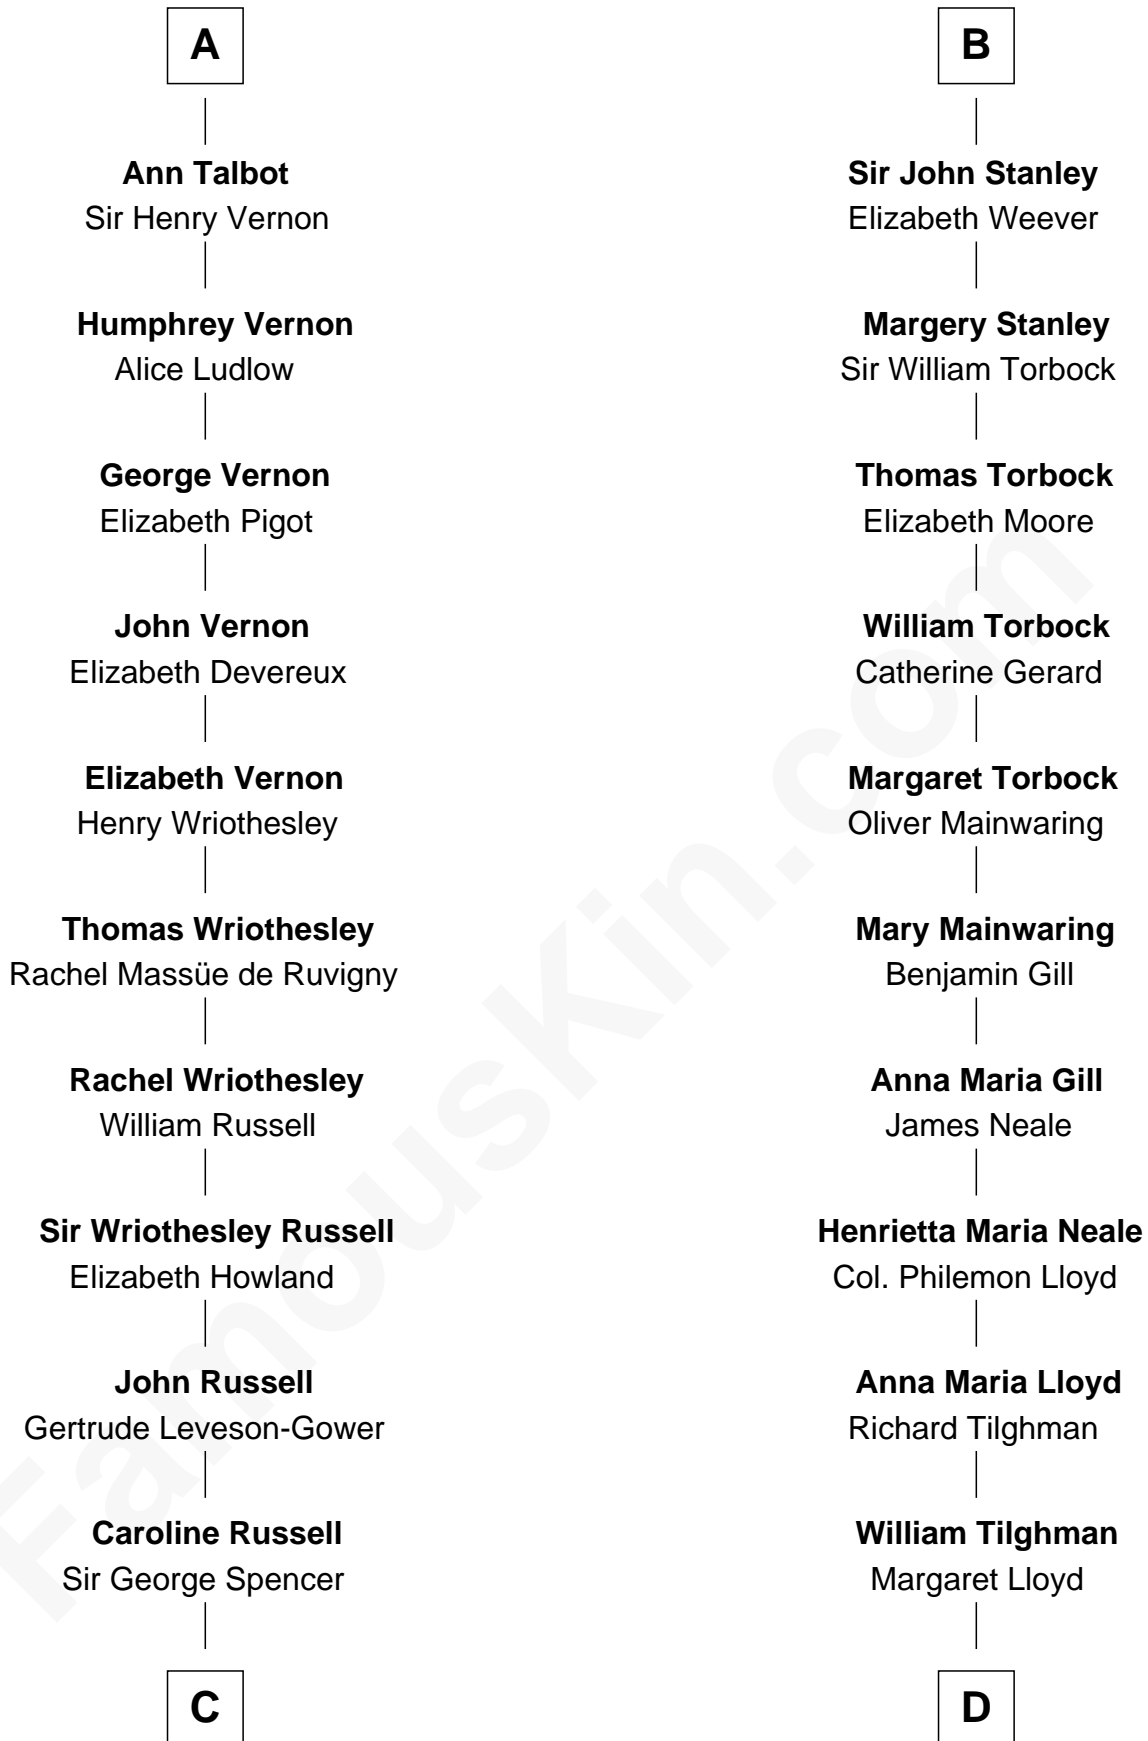 A
Ann Talbot
Sir Henry Vernon
Humphrey Vernon
Alice Ludlow
George Vernon
Elizabeth Pigot
John Vernon
Elizabeth Devereux
Elizabeth Vernon
Henry Wriothesley
Thomas Wriothesley
Rachel Massüe de Ruvigny
Rachel Wriothesley
William Russell
Sir Wriothesley Russell
Elizabeth Howland
John Russell
Gertrude Leveson-Gower
Caroline Russell
Sir George Spencer
C
B
Sir John Stanley
Elizabeth Weever
Margery Stanley
Sir William Torbock
Thomas Torbock
Elizabeth Moore
William Torbock
Catherine Gerard
Margaret Torbock
Oliver Mainwaring
Mary Mainwaring
Benjamin Gill
Anna Maria Gill
James Neale
Henrietta Maria Neale
Col. Philemon Lloyd
Anna Maria Lloyd
Richard Tilghman
William Tilghman
Margaret Lloyd
D
FamousKin.com